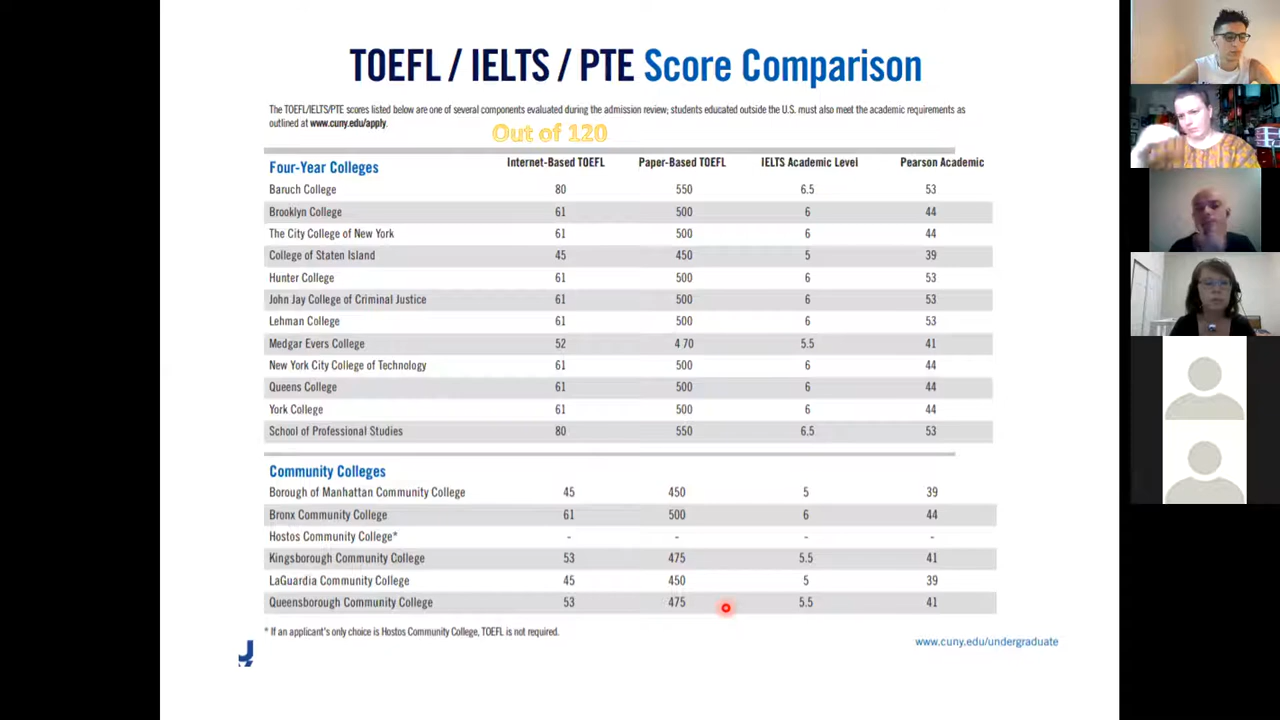 TOEFL / IELTS / PTE Score Comparison
The TOEFL/IELTS/PTE scores listed below are one of several components evaluated during the admission review; students educated outside the U.S. must also meet the academic requirements as
outlined at www.cuny.edu/apply.
Out of 120
Four-Year Colleges Internet-Based TOEFL Paper-Based TOEFL IELTS Academic Level Pearson Academic
Baruch College 80 550 6.5 53
Brooklyn College 61 500 6 44
The City College of New York 61 500 6 44
College of Staten Island 45 450 5 39
Hunter College 61 500 6 53
John Jay College of Criminal Justice 61 500 6 53
Lehman College 61 500 6 53
Medgar Evers College 52 4 70 5.5 41
New York City College of Technology 61 500 6 44
Queens College 61 500 6 44
York College 61 500 6 44
School of Professional Studies 80 550 6.5 53
Community Colleges
Borough of Manhattan Community College 45 450 5 39
Bronx Community College 61 500 6 44
Hostos Community College* - - - -
Kingsborough Community College 53 475 5.5 41
LaGuardia Community College 45 450 5 39
Queensborough Community College 53 475 5.5 41
* If an applicant's only choice is Hostos Community College, TOEFL is not required.
www.cuny.edu/undergraduate